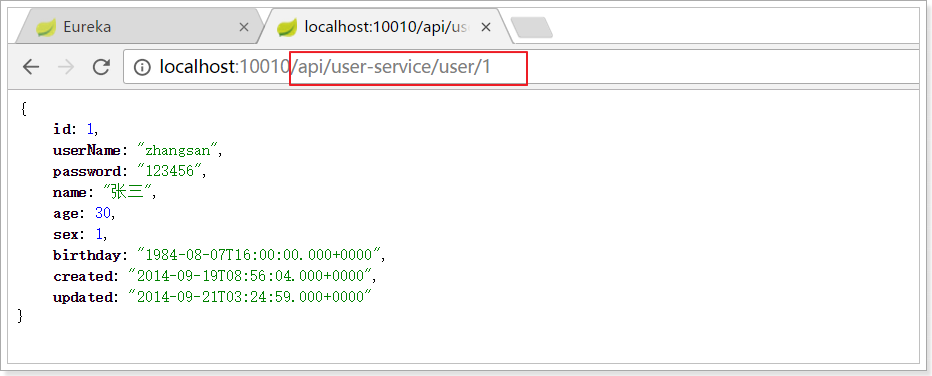 Eureka
localhost:10010/api/use
localhost:10010/api/user-service/user/1
{
id: 1,
userName: "zhangsan",
password: "123456",
name: "张三",
age: 30,
sex: 1,
birthday: "1984-08-07T16:00:00.000+0000",
created: "2014-09-19T08:56:04.000+0000",
updated: "2014-09-21T03:24:59.000+0000"
}